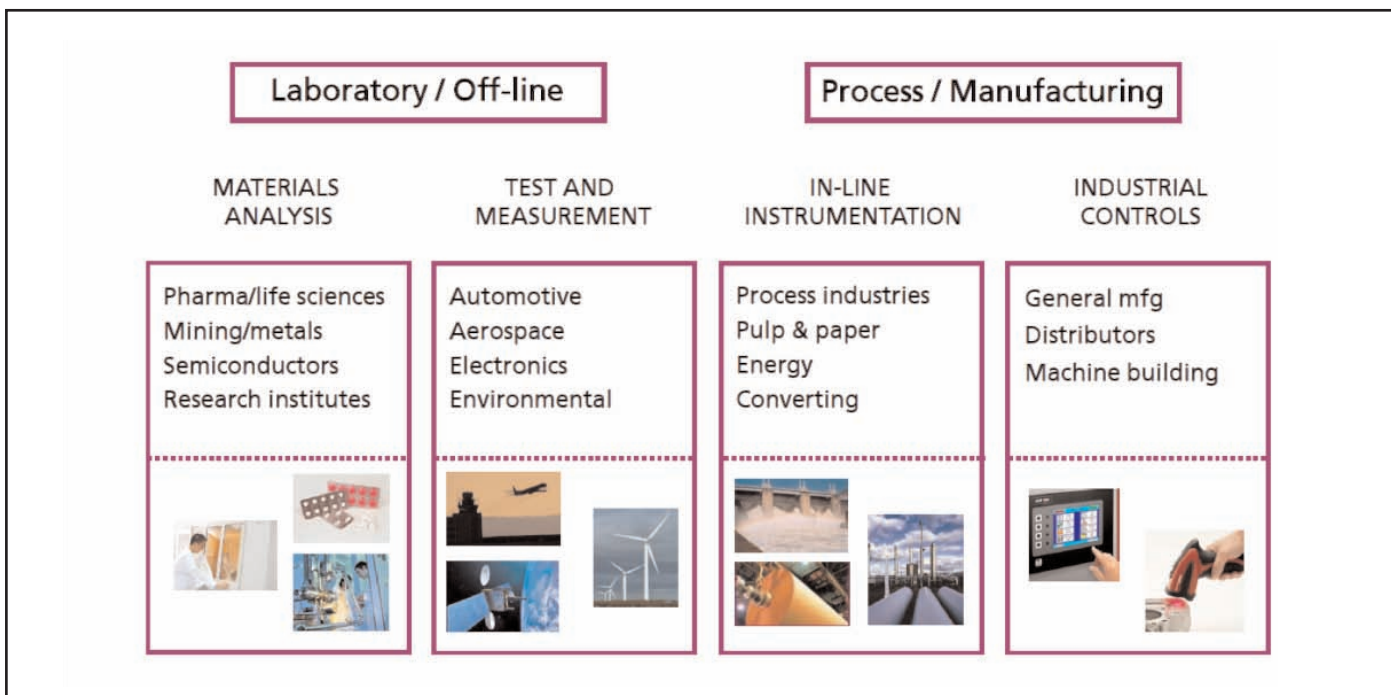 Laboratory / Off-line
Process / Manufacturing
MATERIALS
ANALYSIS
TEST AND
MEASUREMENT
IN-LINE
INSTRUMENTATION
INDUSTRIAL
CONTROLS
Pharma/life sciences
Mining/metals
Semiconductors
Research institutes
Automotive
Aerospace
Electronics
Environmental
Process industries
Pulp & paper
Energy
Converting
General mfg
Distributors
Machine building